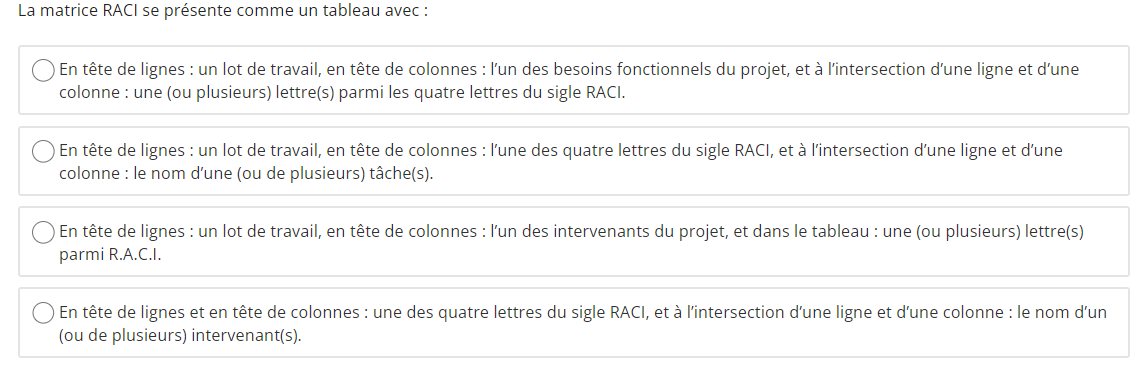 La matrice RACI se présente comme un tableau avec :
En tête de lignes : un lot de travail, en tête de colonnes : l’un des besoins fonctionnels du projet, et à l’intersection d’une ligne et d’une
colonne : une (ou plusieurs) lettre(s) parmi les quatre lettres du sigle RACI.
En tête de lignes : un lot de travail, en tête de colonnes : l’une des quatre lettres du sigle RACI, et à l’intersection d’une ligne et d’une
colonne : le nom d’une (ou de plusieurs) tâche(s).
En tête de lignes : un lot de travail, en tête de colonnes : l’un des intervenants du projet, et dans le tableau : une (ou plusieurs) lettre(s)
parmi R.A.C.I.
En tête de lignes et en tête de colonnes : une des quatre lettres du sigle RACI, et à l’intersection d’une ligne et d’une colonne : le nom d’un
(ou de plusieurs) intervenant(s).